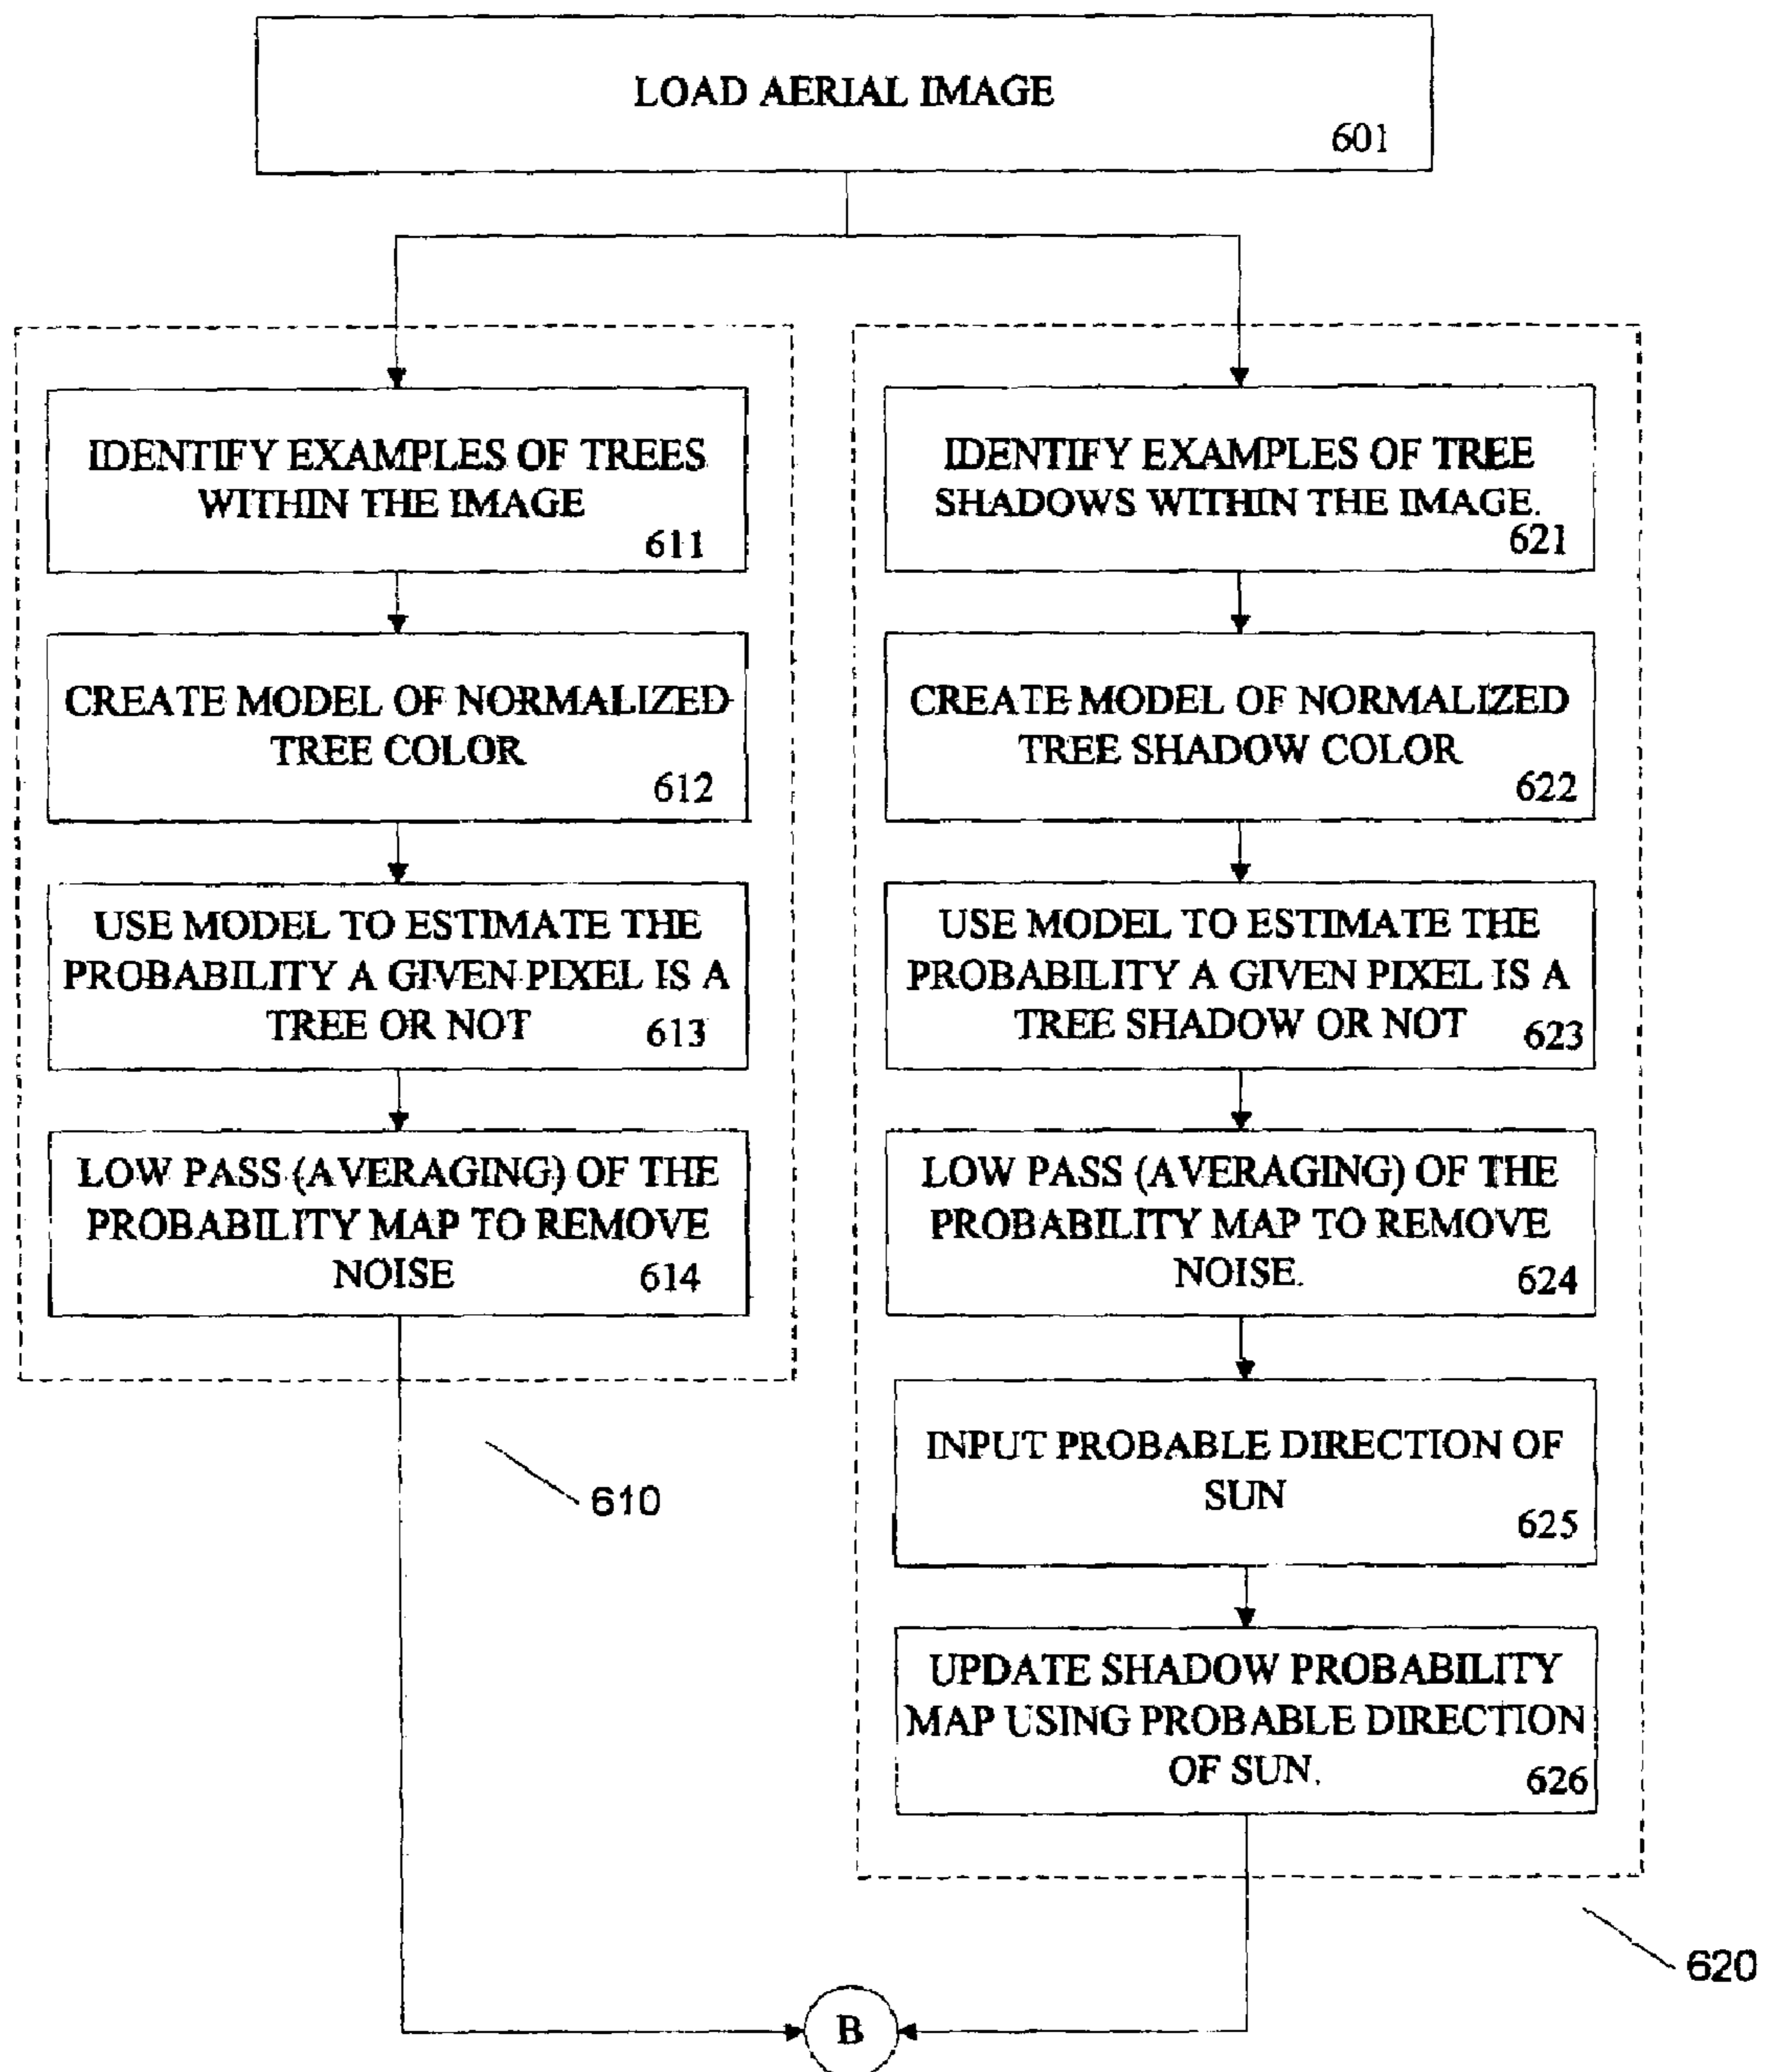 LOAD AERIAL IMAGE
601
IDENTIFY EXAMPLES OF TREES
WITHIN THE IMAGE
611
CREATE MODEL OF NORMALIZED
TREE COLOR
612
USE MODEL TO ESTIMATE THE
PROBABILITY A GIVEN PIXEL IS A
TREE OR NOT
613
LOW PASS (AVERAGING) OF THE
PROBABILITY MAP TO REMOVE
NOISE
614
610
IDENTIFY EXAMPLES OF TREE
SHADOWS WITHIN THE IMAGE.
621
CREATE MODEL OF NORMALIZED
TREE SHADOW COLOR
622
USE MODEL TO ESTIMATE THE
PROBABILITY A GIVEN PIXEL IS A
TREE SHADOW OR NOT
623
LOW PASS (AVERAGING) OF THE
PROBABILITY MAP TO REMOVE
NOISE.
624
INPUT PROBABLE DIRECTION OF
SUN
625
UPDATE SHADOW PROBABILITY
MAP USING PROBABLE DIRECTION
OF SUN.
626
620
B